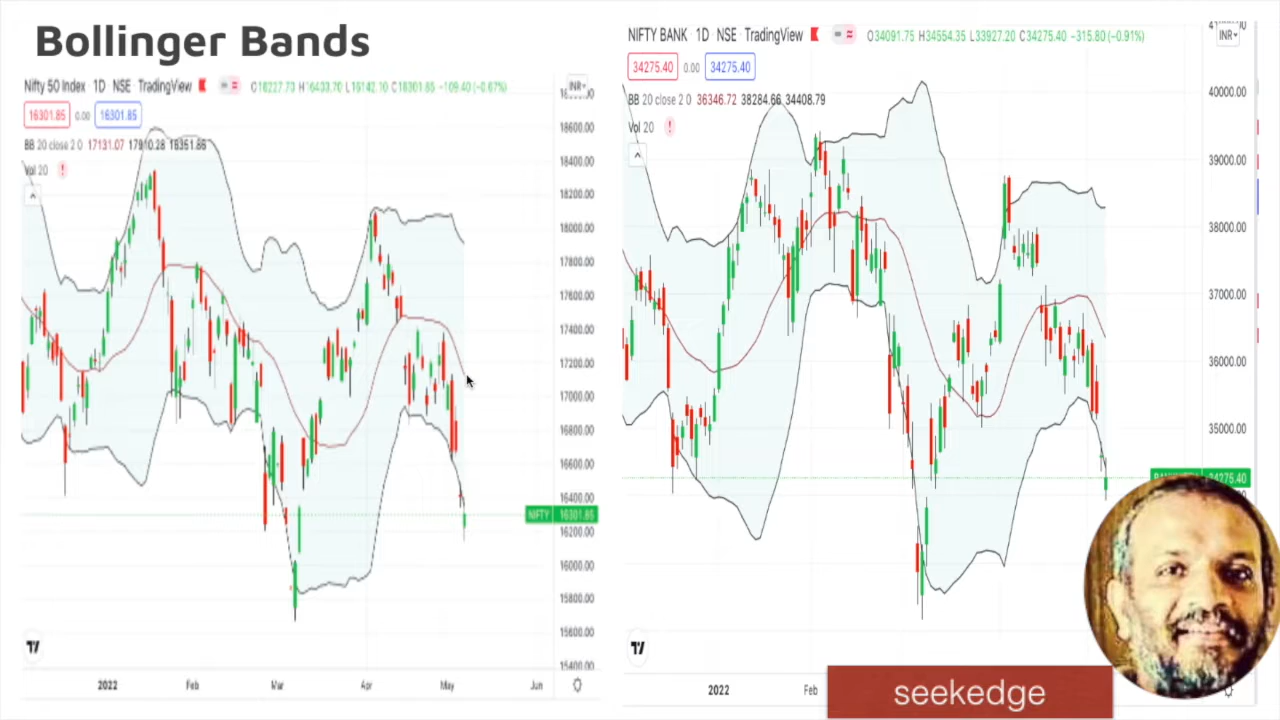 Bollinger Bands
Nifty 50 Index 1D NSE TradingView
16301.85 0.00 16301.85
BB 20 close 2 0 17131.07 17910.28 16351.86
Vol 20
INR
18600.00
18400.00
18200.00
18000.00
17800.00
17600.00
17400.00
17200.00
17000.00
16800.00
16600.00
16400.00
NIFTY 16301.85
16200.00
16000.00
15800.00
15600.00
15400.00
2022 Feb Mar Apr May Jun
NIFTY BANK 1D NSE TradingView O34091.75 H34554.35 L33927.20 C34275.40 −315.80 (−0.91%)
INR
34275.40 0.00 34275.40
BB 20 close 2 0 36346.72 38284.66 34408.79
Vol 20
40000.00
39000.00
38000.00
37000.00
36000.00
35000.00
34275.40
2022 Feb
seekedge